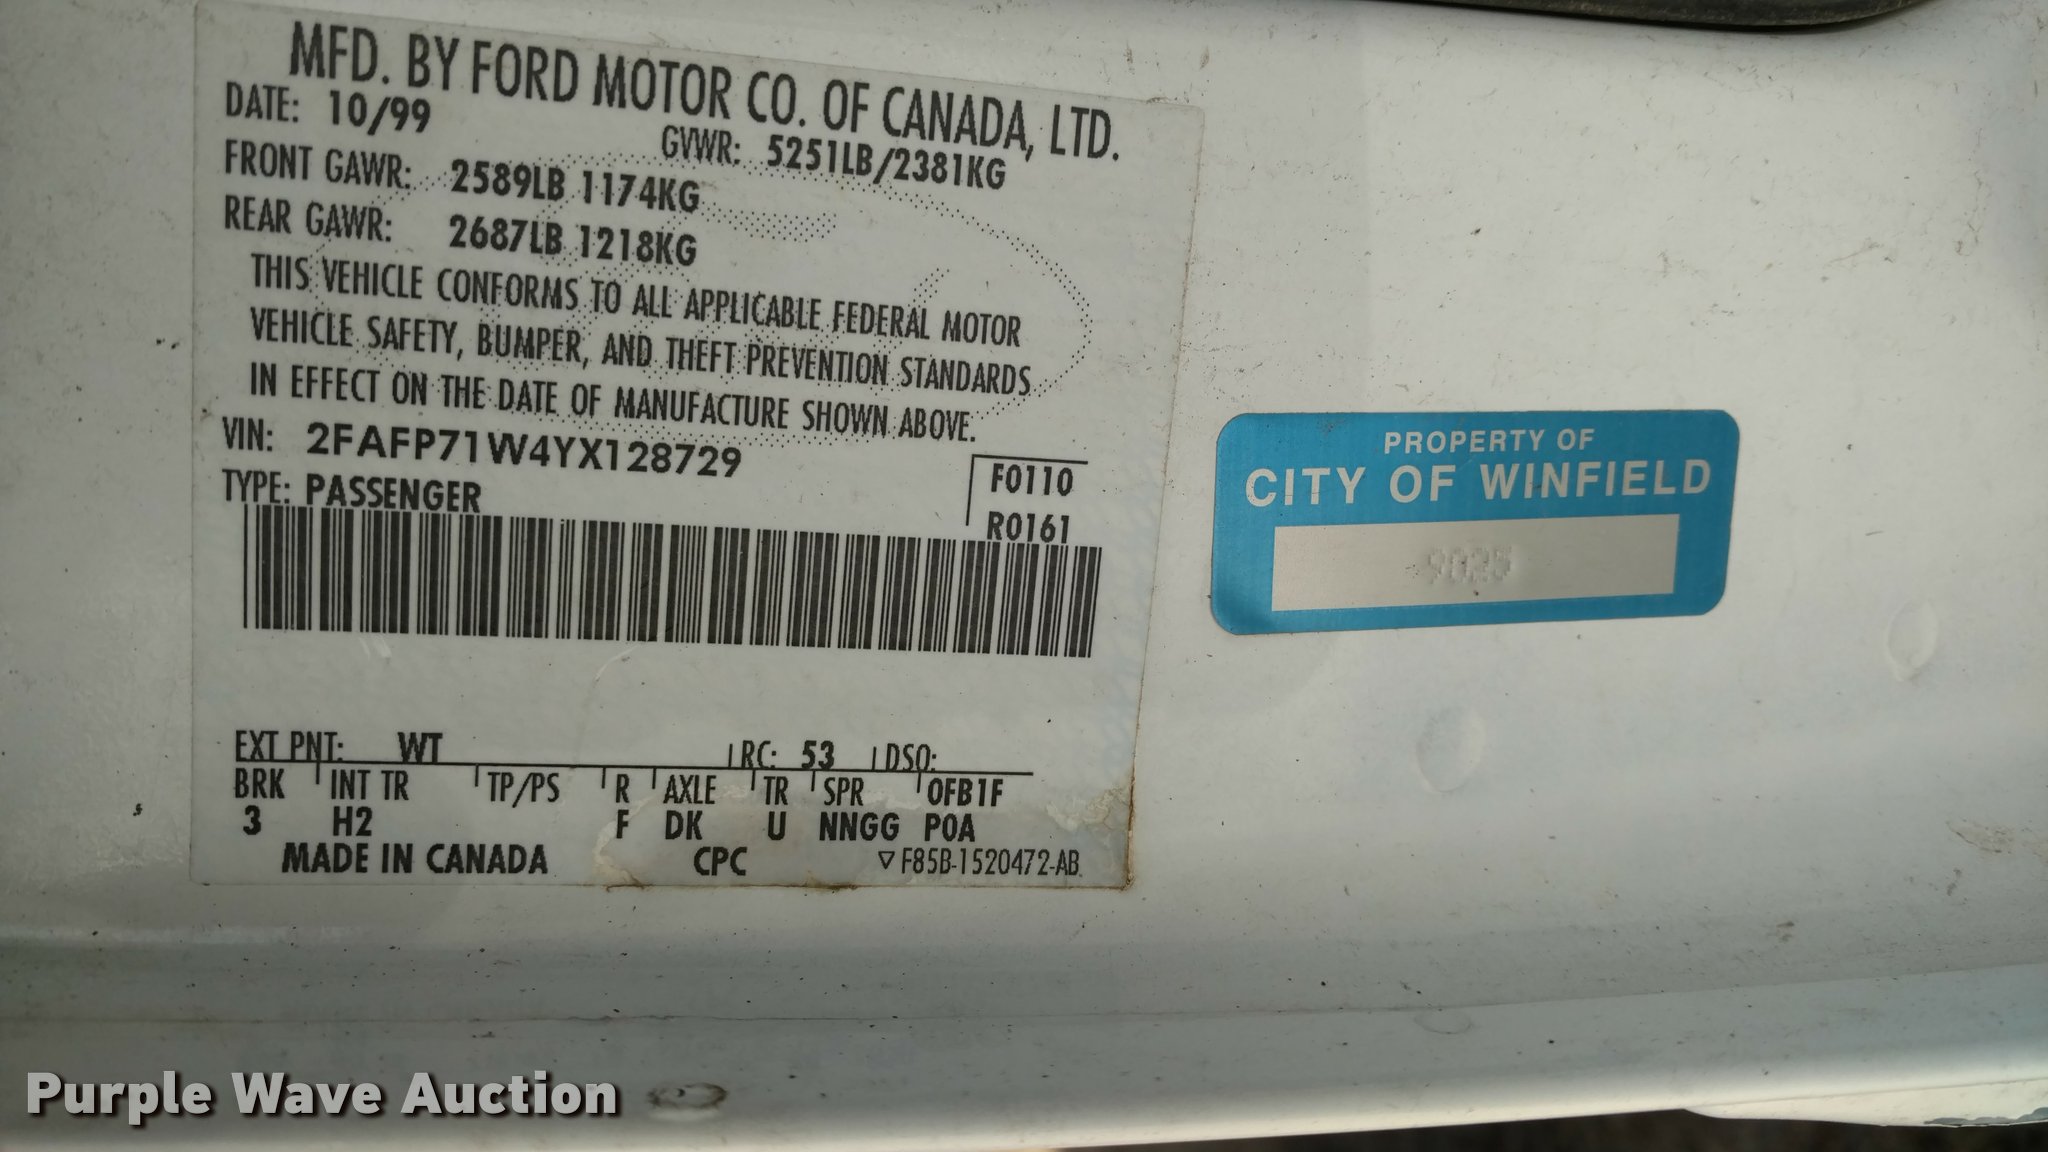 MFD. BY FORD MOTOR CO. OF CANADA, LTD.
DATE: 10/99
GVWR: 5251LB/2381KG
FRONT GAWR: 2589LB 1174KG
REAR GAWR: 2687LB 1218KG
THIS VEHICLE CONFORMS TO ALL APPLICABLE FEDERAL MOTOR
VEHICLE SAFETY, BUMPER, AND THEFT PREVENTION STANDARDS
IN EFFECT ON THE DATE OF MANUFACTURE SHOWN ABOVE.
VIN: 2FAFP71W4YX128729
TYPE: PASSENGER
F0110
R0161
EXT PNT: WT RC: 53 DSO:
BRK INT TR TP/PS R AXLE TR SPR 0FB1F
3 H2 F DK U NNGG P0A
MADE IN CANADA CPC ▽ F85B-1520472-AB
PROPERTY OF
CITY OF WINFIELD
9025
Purple Wave Auction